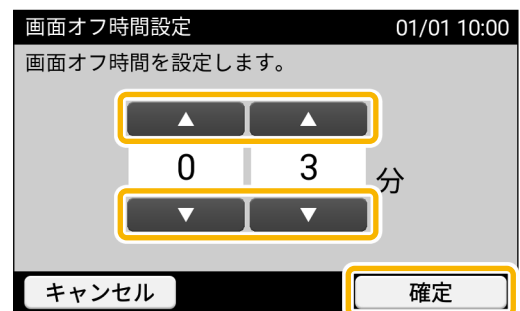 画面オフ時間設定 01/01 10:00
画面オフ時間を設定します。
▲ ▲
0 3 分
▼ ▼
キャンセル 確定